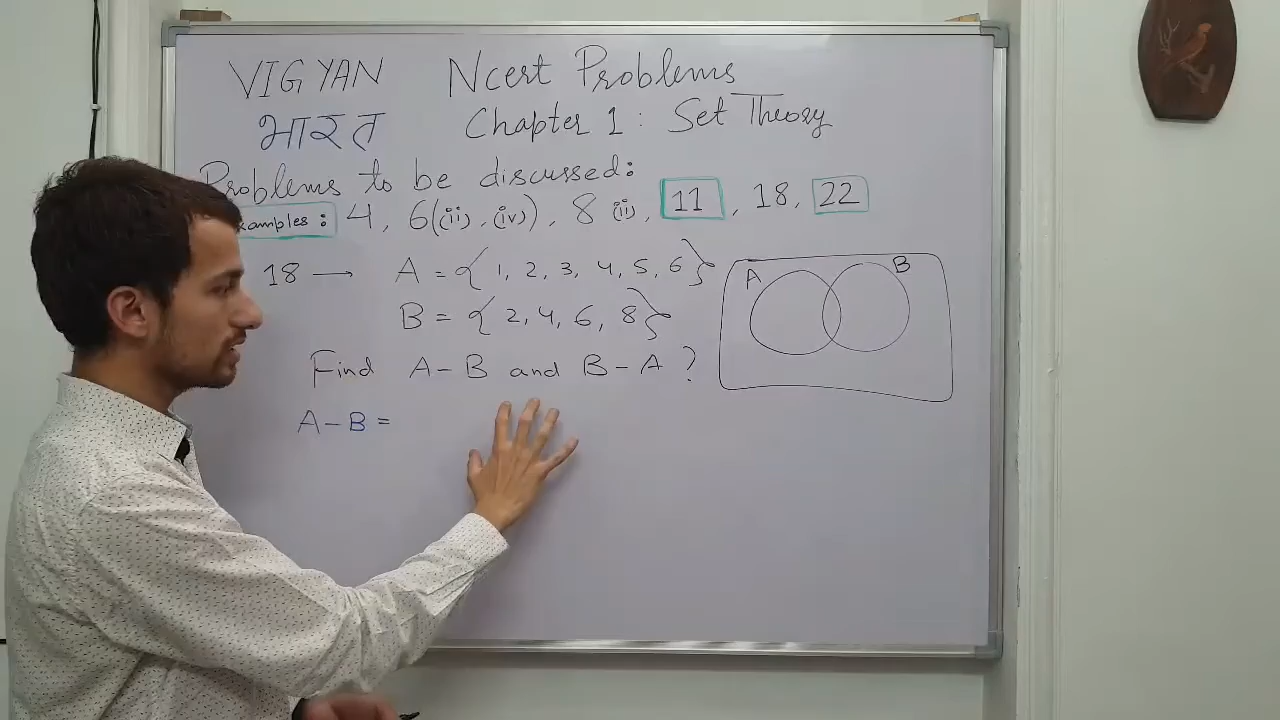 VIGYAN Ncert Problems
भारत Chapter 1 : Set Theory
Problems to be discussed:
xamples : 4, 6(ii), (iv), 8 (ii), 11, 18, 22
18 → A = { 1, 2, 3, 4, 5, 6 }
B = { 2, 4, 6, 8 }
A B
Find A – B and B – A ?
A – B =